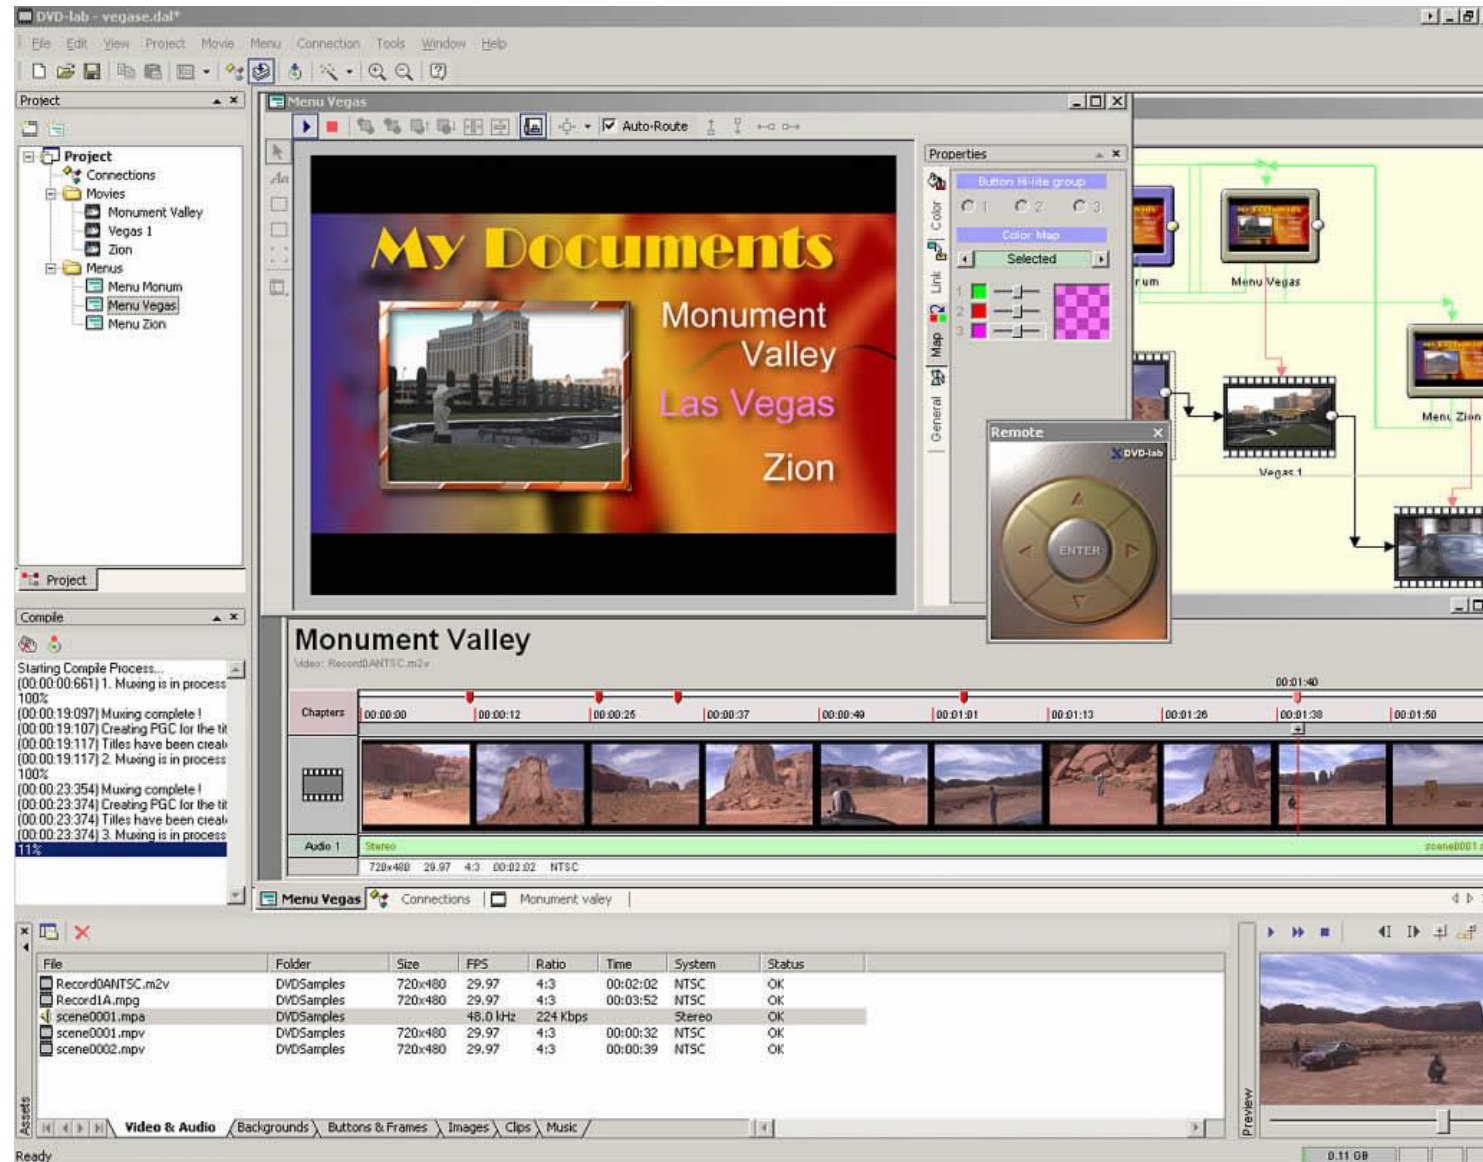 DVD-lab - vegase.dal*
File Edit View Project Movie Menu Connection Tools Window Help
Project
Project
Connections
Movies
Monument Valley
Vegas 1
Zion
Menus
Menu Monum
Menu Vegas
Menu Zion
Project
Menu Vegas
Auto-Route
Aa
My Documents
Monument
Valley
Las Vegas
Zion
Properties
Color
Link
Map
General
Button Hi-lite group
1 2 3
Color Map
Selected
1
2
3
rum
Menu Vegas
Menu Zion
Vegas 1
Remote
DVD-lab
ENTER
Compile
Starting Compile Process...
(00:00:00:661) 1. Muxing is in process
100%
(00:00:19:097) Muxing complete !
(00:00:19:107) Creating PGC for the tit
(00:00:19:117) Titles have been create
(00:00:19:117) 2. Muxing is in process
100%
(00:00:23:354) Muxing complete !
(00:00:23:374) Creating PGC for the tit
(00:00:23:374) Titles have been create
(00:00:23:374) 3. Muxing is in process
11%
Monument Valley
Video: Record0ANTSC.m2v
00:01:40
Chapters 00:00:00 00:00:12 00:00:25 00:00:37 00:00:49 00:01:01 00:01:13 00:01:26 00:01:38 00:01:50
Audio 1 Stereo scene0001.m
720x480 29.97 4:3 00:02:02 NTSC
Menu Vegas Connections Monument valey
File Folder Size FPS Ratio Time System Status
Record0ANTSC.m2v DVDSamples 720x480 29.97 4:3 00:02:02 NTSC OK
Record1A.mpg DVDSamples 720x480 29.97 4:3 00:03:52 NTSC OK
scene0001.mpa DVDSamples 48.0 kHz 224 Kbps Stereo OK
scene0001.mpv DVDSamples 720x480 29.97 4:3 00:00:32 NTSC OK
scene0002.mpv DVDSamples 720x480 29.97 4:3 00:00:39 NTSC OK
Assets
Video & Audio Backgrounds Buttons & Frames Images Clips Music
Preview
Ready
0.11 GB